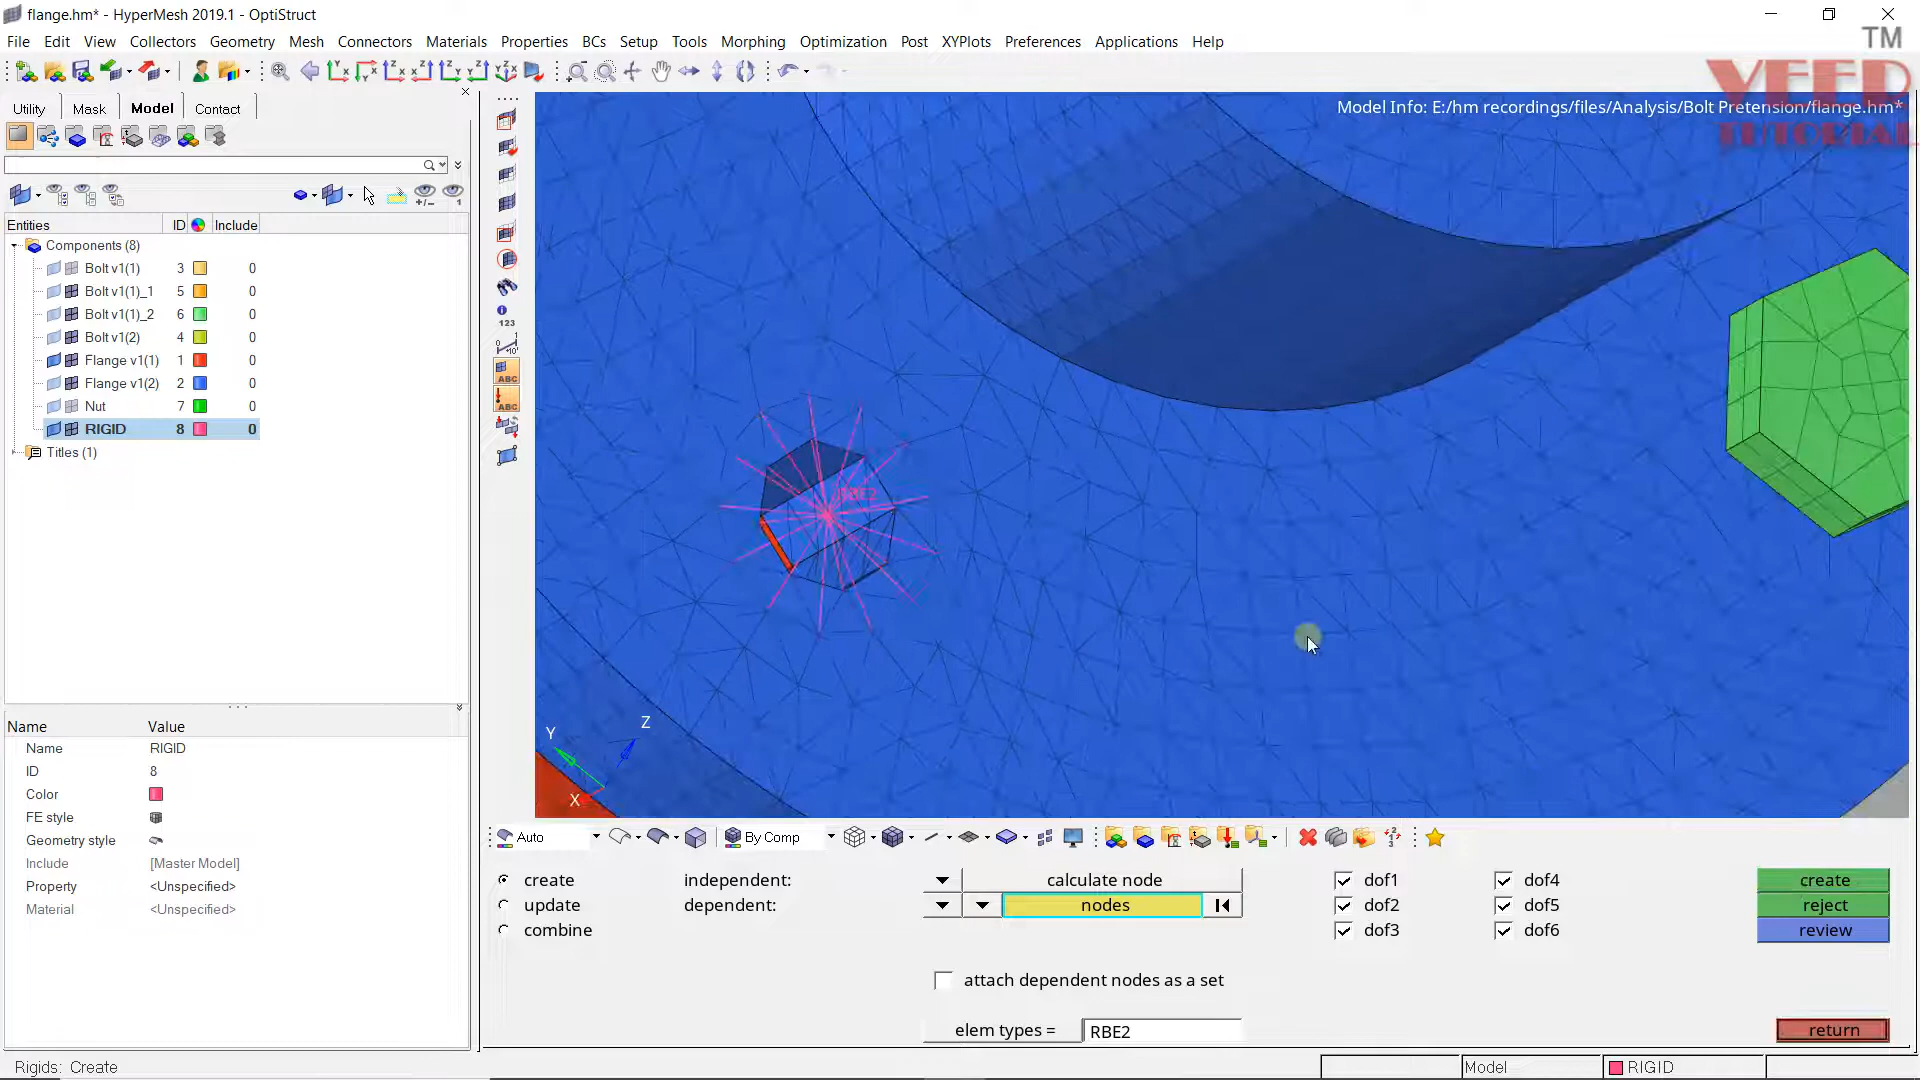 flange.hm* - HyperMesh 2019.1 - OptiStruct
File Edit View Collectors Geometry Mesh Connectors Materials Properties BCs Setup Tools Morphing Optimization Post XYPlots Preferences Applications Help
TM
VEED
TUTORIAL
Utility Mask Model Contact
Model Info: E:/hm recordings/files/Analysis/Bolt Pretension/flange.hm*
Entities ID Include
Components (8)
Bolt v1(1) 3 0
Bolt v1(1)_1 5 0
Bolt v1(1)_2 6 0
Bolt v1(2) 4 0
Flange v1(1) 1 0
Flange v1(2) 2 0
Nut 7 0
RIGID 8 0
Titles (1)
123
ABC
ABC
RBE2
Y
Z
X
Name Value
Name RIGID
ID 8
Color
FE style
Geometry style
Include [Master Model]
Property <Unspecified>
Material <Unspecified>
Auto By Comp
create independent: calculate node dof1 dof4 create
update dependent: nodes dof2 dof5 reject
combine dof3 dof6 review
attach dependent nodes as a set
elem types = RBE2 return
Rigids: Create Model RIGID